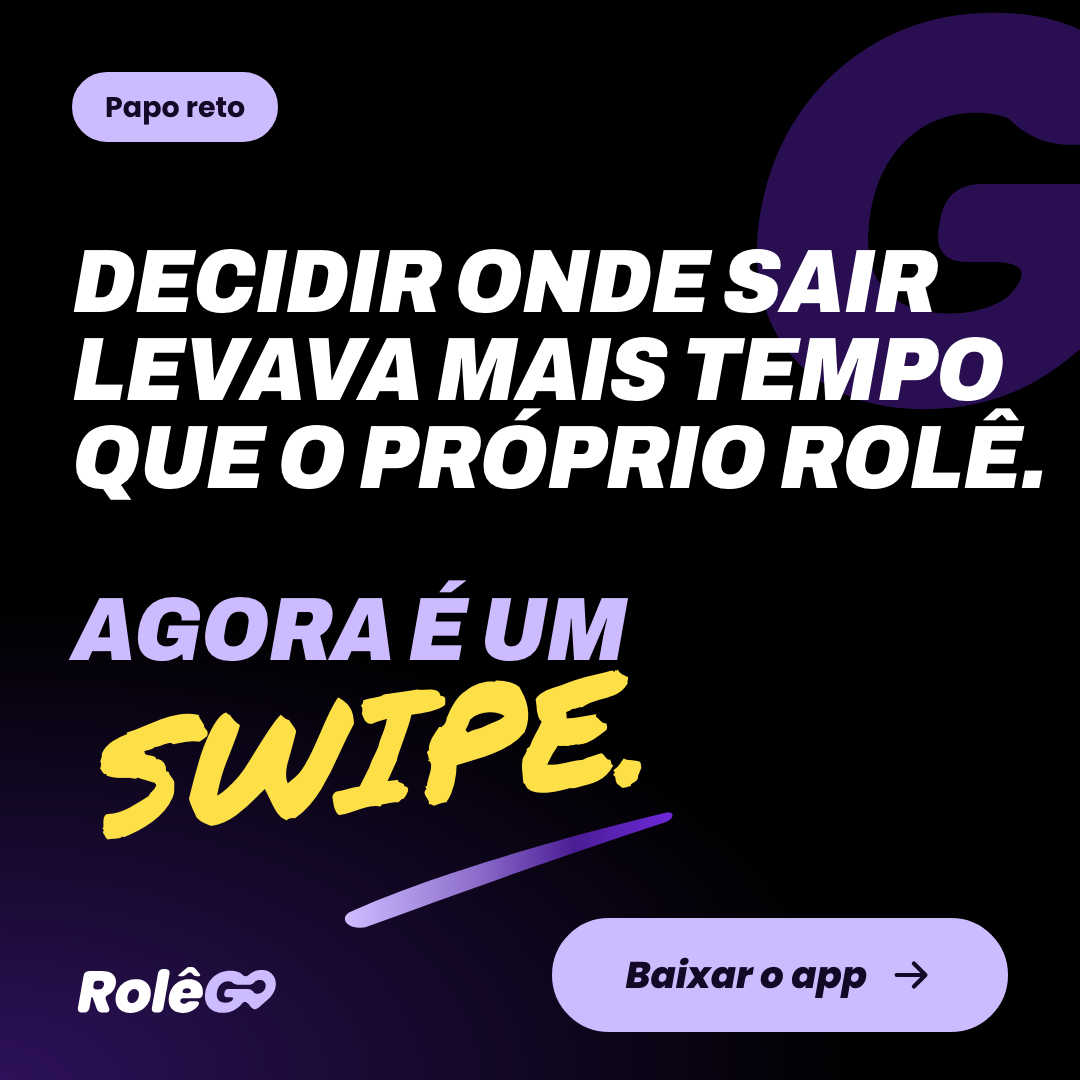 Papo reto
DECIDIR ONDE SAIR
LEVAVA MAIS TEMPO
QUE O PRÓPRIO ROLÊ.
AGORA É UM
SWIPE.
RolêGo
Baixar o app →